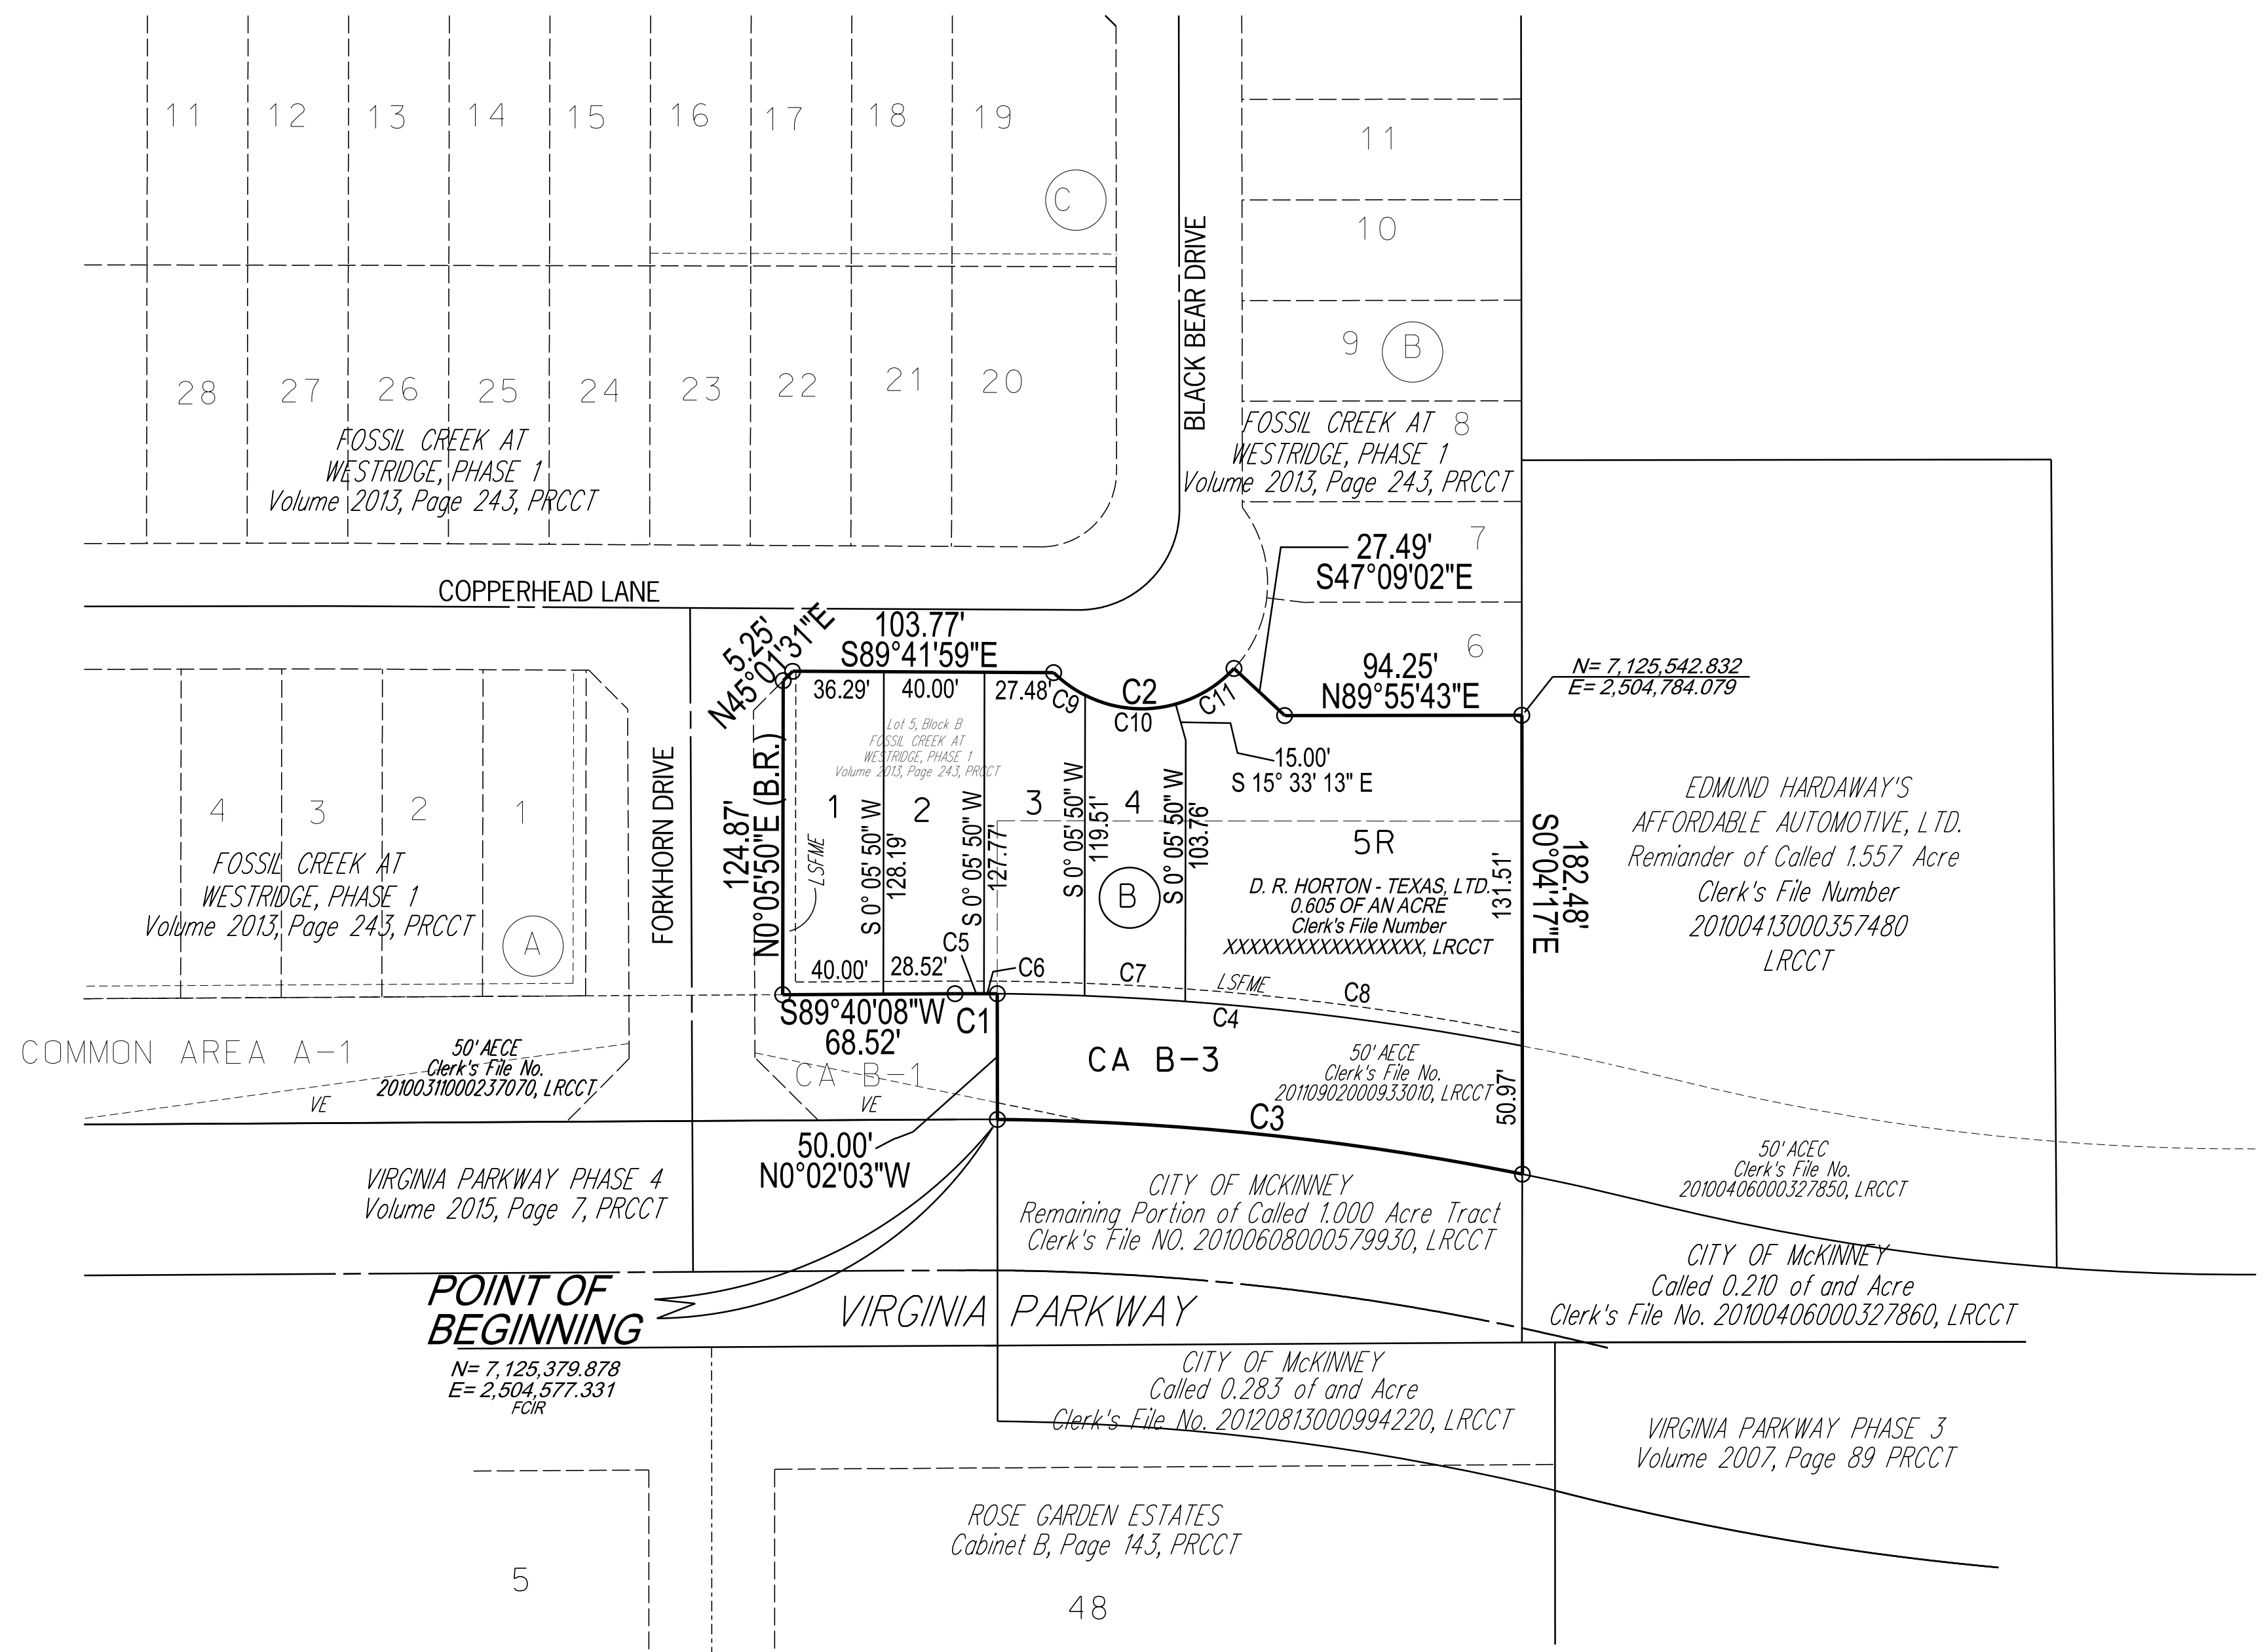 11
12
13
14
15
16
17
18
19
C
11
10
9
B
BLACK BEAR DRIVE
28
27
26
25
24
23
22
21
20
FOSSIL CREEK AT
WESTRIDGE, PHASE 1
Volume 2013, Page 243, PRCCT
FOSSIL CREEK AT
8
WESTRIDGE, PHASE 1
Volume 2013, Page 243, PRCCT
7
27.49'
S47°09'02"E
COPPERHEAD LANE
5.25'
N45°01'31"E
103.77'
S89°41'59"E
6
94.25'
N89°55'43"E
N= 7,125,542.832
E= 2,504,784.079
36.29'
40.00'
27.48'
C9
C2
C10
C11
Lot 5, Block B
FOSSIL CREEK AT
WESTRIDGE, PHASE 1
Volume 2013, Page 243, PRCCT
15.00'
S 15° 33' 13" E
FORKHORN DRIVE
124.87'
N0°05'50"E (B.R.)
LSFME
1
S 0° 05' 50" W
128.19'
2
S 0° 05' 50" W
127.77'
3
S 0° 05' 50" W
119.51'
4
S 0° 05' 50" W
103.76'
B
5R
D. R. HORTON - TEXAS, LTD.
0.605 OF AN ACRE
Clerk's File Number
XXXXXXXXXXXXXXXXX, LRCCT
131.51'
182.48'
S0°04'17"E
EDMUND HARDAWAY'S
AFFORDABLE AUTOMOTIVE, LTD.
Remiander of Called 1.557 Acre
Clerk's File Number
20100413000357480
LRCCT
4
3
2
1
FOSSIL CREEK AT
WESTRIDGE, PHASE 1
Volume 2013, Page 243, PRCCT
A
40.00'
28.52'
C5
C6
C7
LSFME
C8
S89°40'08"W
68.52'
C1
C4
COMMON AREA A-1
50' AECE
Clerk's File No.
20100311000237070, LRCCT
VE
CA B-1
VE
CA B-3
50' AECE
Clerk's File No.
20110902000933010, LRCCT
50.97'
C3
50.00'
N0°02'03"W
VIRGINIA PARKWAY PHASE 4
Volume 2015, Page 7, PRCCT
CITY OF MCKINNEY
Remaining Portion of Called 1.000 Acre Tract
Clerk's File NO. 20100608000579930, LRCCT
50' ACEC
Clerk's File No.
20100406000327850, LRCCT
CITY OF McKINNEY
Called 0.210 of and Acre
Clerk's File No. 20100406000327860, LRCCT
POINT OF
BEGINNING
N= 7,125,379.878
E= 2,504,577.331
FCIR
VIRGINIA PARKWAY
CITY OF McKINNEY
Called 0.283 of and Acre
Clerk's File No. 20120813000994220, LRCCT
VIRGINIA PARKWAY PHASE 3
Volume 2007, Page 89 PRCCT
ROSE GARDEN ESTATES
Cabinet B, Page 143, PRCCT
5
48